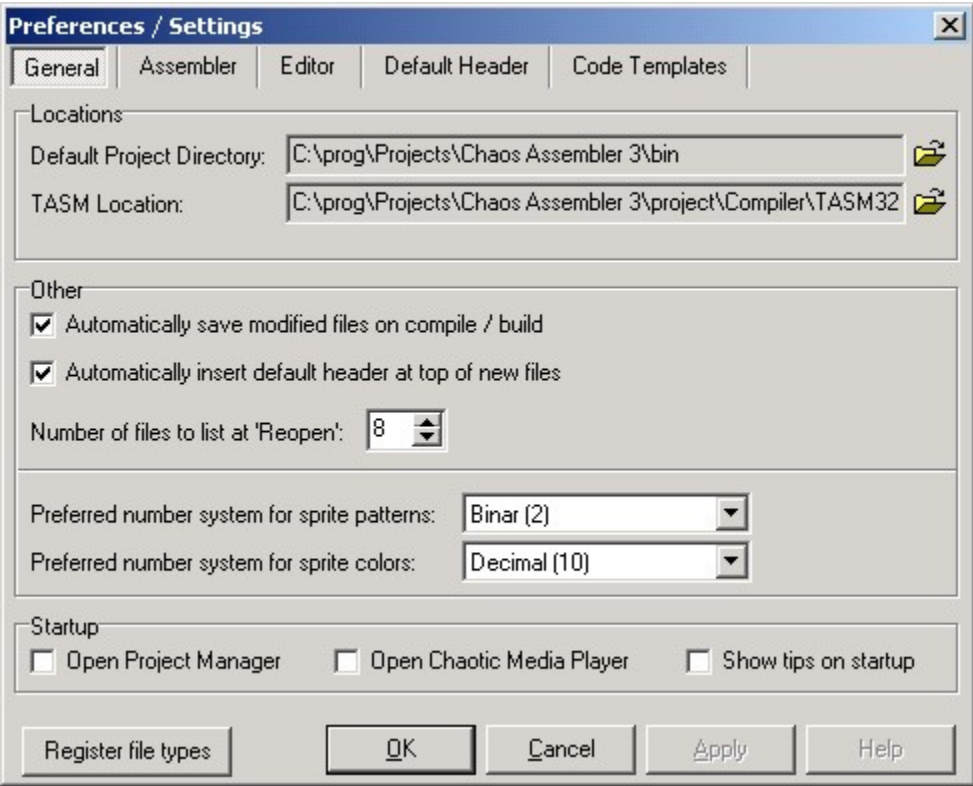 Preferences / Settings
General Assembler Editor Default Header Code Templates
Locations
Default Project Directory: C:\prog\Projects\Chaos Assembler 3\bin
TASM Location: C:\prog\Projects\Chaos Assembler 3\project\Compiler\TASM32
Other
Automatically save modified files on compile / build
Automatically insert default header at top of new files
Number of files to list at 'Reopen': 8
Preferred number system for sprite patterns: Binar (2)
Preferred number system for sprite colors: Decimal (10)
Startup
Open Project Manager Open Chaotic Media Player Show tips on startup
Register file types OK Cancel Apply Help